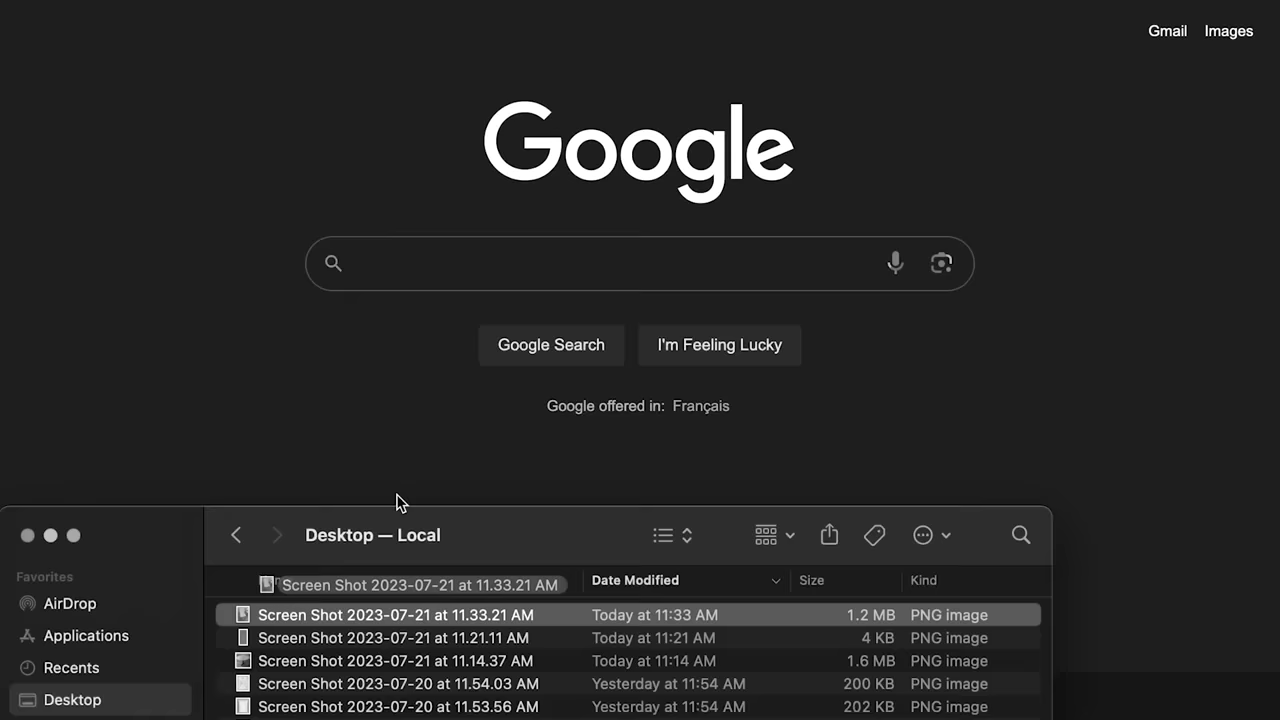 Gmail Images
Google
Google Search I'm Feeling Lucky
Google offered in: Français
Desktop — Local
Favorites
AirDrop
Applications
Recents
Desktop
Screen Shot 2023-07-21 at 11.33.21 AM Date Modified Size Kind
Screen Shot 2023-07-21 at 11.33.21 AM Today at 11:33 AM 1.2 MB PNG image
Screen Shot 2023-07-21 at 11.21.11 AM Today at 11:21 AM 4 KB PNG image
Screen Shot 2023-07-21 at 11.14.37 AM Today at 11:14 AM 1.6 MB PNG image
Screen Shot 2023-07-20 at 11.54.03 AM Yesterday at 11:54 AM 200 KB PNG image
Screen Shot 2023-07-20 at 11.53.56 AM Yesterday at 11:54 AM 202 KB PNG image